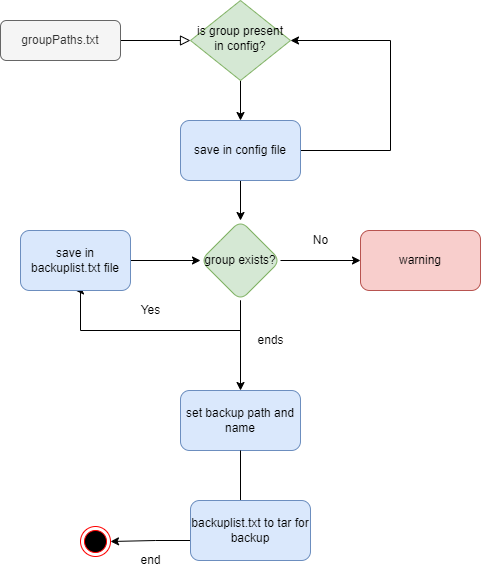 is group present
in config?
groupPaths.txt
save in config file
No
save in
backuplist.txt file
group exists?
warning
Yes
ends
set backup path and
name
backuplist.txt to tar for
backup
end